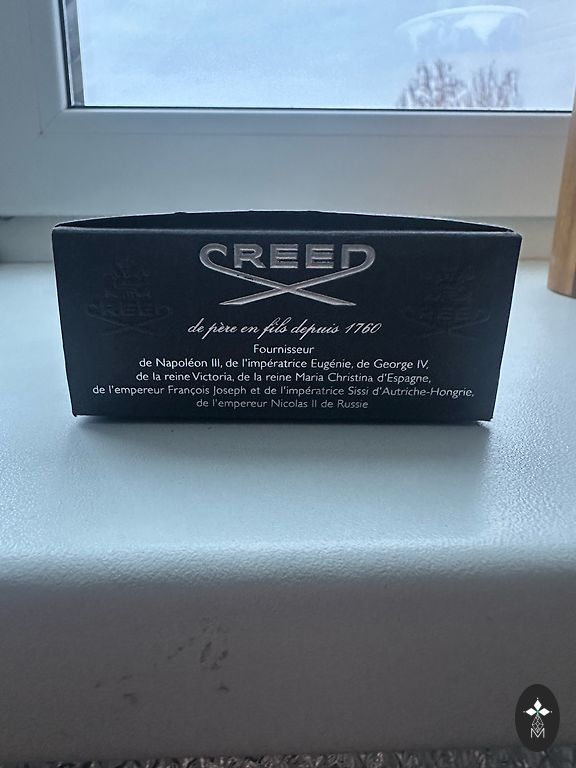 CREED
de père en fils depuis 1760
Fournisseur
de Napoléon III, de l'impératrice Eugénie, de George IV,
de la reine Victoria, de la reine Maria Christina d'Espagne,
de l'empereur François Joseph et de l'impératrice Sissi d'Autriche-Hongrie,
de l'empereur Nicolas II de Russie
CREED
CREED
M